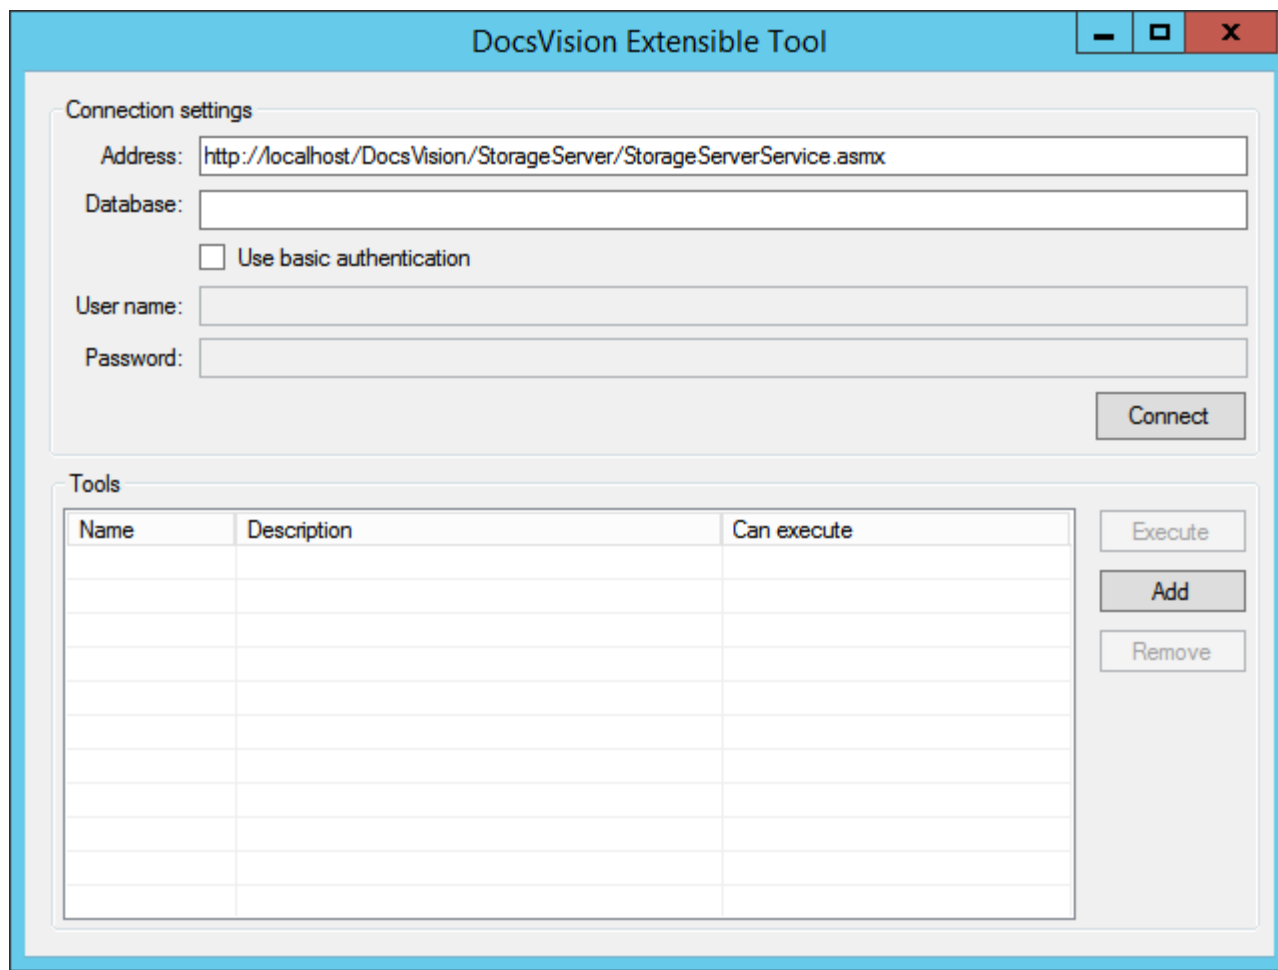 DocsVision Extensible Tool
Connection settings
Address: http://localhost/DocsVision/StorageServer/StorageServerService.asmx
Database:
Use basic authentication
User name:
Password:
Connect
Tools
Name Description Can execute
Execute
Add
Remove